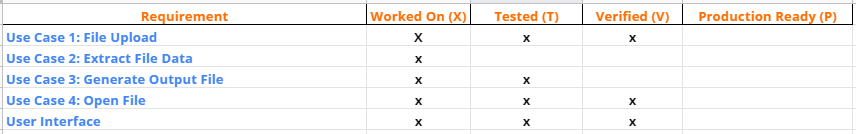 Requirement Worked On (X) Tested (T) Verified (V) Production Ready (P)
Use Case 1: File Upload X x x
Use Case 2: Extract File Data x
Use Case 3: Generate Output File x x
Use Case 4: Open File x x x
User Interface x x x